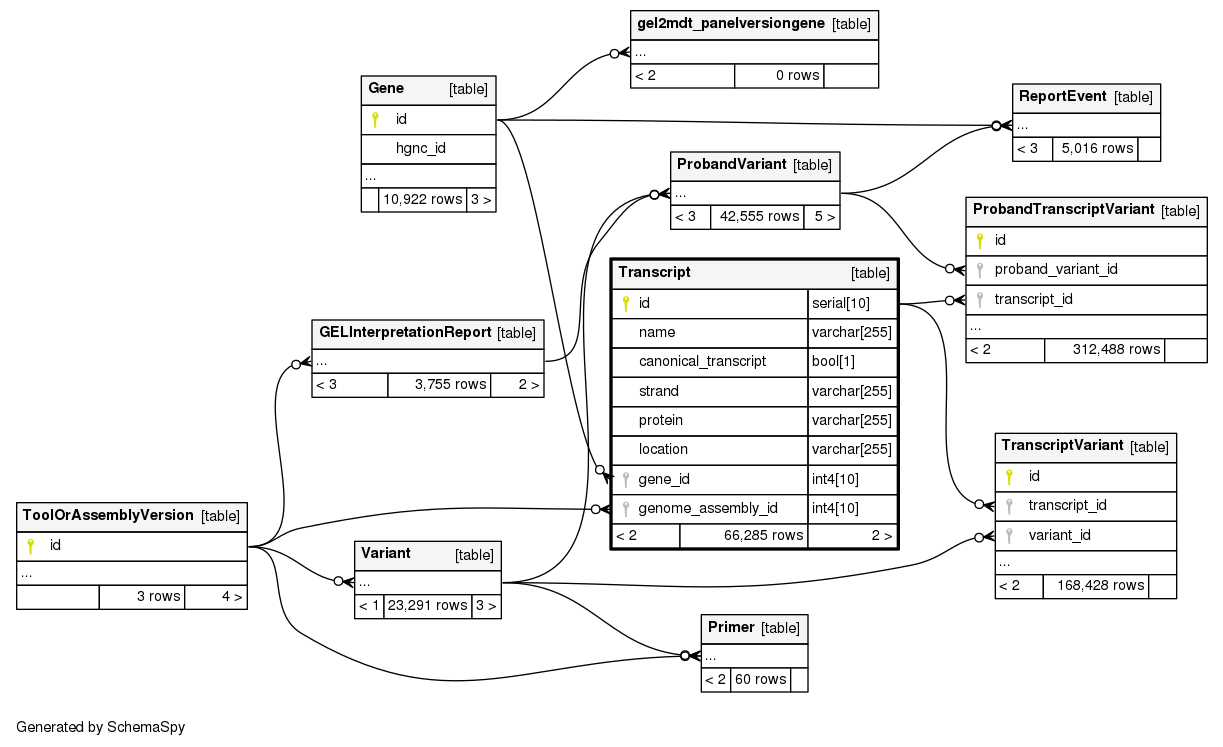 gel2mdt_panelversiongene [table]
...
< 2 0 rows
Gene [table]
id
hgnc_id
...
10,922 rows 3 >
ReportEvent [table]
...
< 3 5,016 rows
ProbandVariant [table]
...
< 3 42,555 rows 5 >
ProbandTranscriptVariant [table]
id
proband_variant_id
transcript_id
...
< 2 312,488 rows
Transcript [table]
id serial[10]
name varchar[255]
canonical_transcript bool[1]
strand varchar[255]
protein varchar[255]
location varchar[255]
gene_id int4[10]
genome_assembly_id int4[10]
< 2 66,285 rows 2 >
GELInterpretationReport [table]
...
< 3 3,755 rows 2 >
TranscriptVariant [table]
id
transcript_id
variant_id
...
< 2 168,428 rows
ToolOrAssemblyVersion [table]
id
...
3 rows 4 >
Variant [table]
...
< 1 23,291 rows 3 >
Primer [table]
...
< 2 60 rows
Generated by SchemaSpy